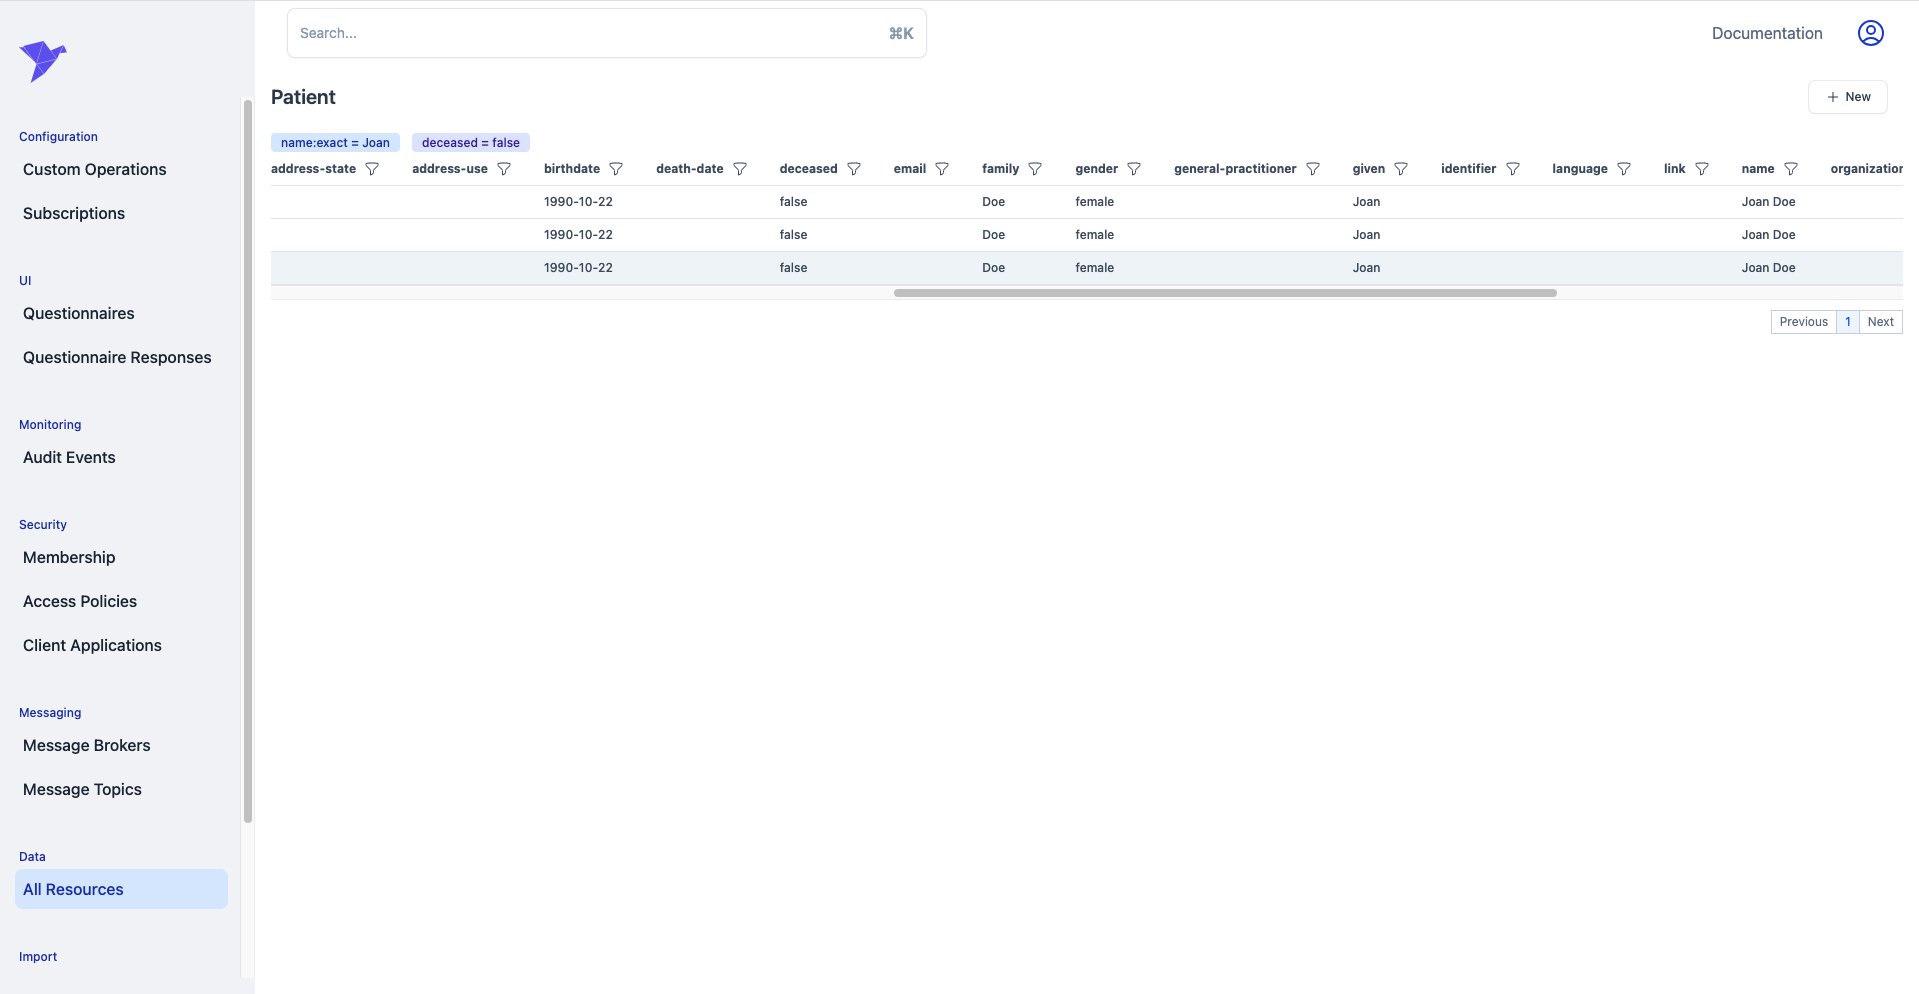 Search... ⌘K
Documentation
Patient
+ New
name:exact = Joan deceased = false
address-state address-use birthdate death-date deceased email family gender general-practitioner given identifier language link name organization
1990-10-22 false Doe female Joan Joan Doe
1990-10-22 false Doe female Joan Joan Doe
1990-10-22 false Doe female Joan Joan Doe
Previous 1 Next
Configuration
Custom Operations
Subscriptions
UI
Questionnaires
Questionnaire Responses
Monitoring
Audit Events
Security
Membership
Access Policies
Client Applications
Messaging
Message Brokers
Message Topics
Data
All Resources
Import